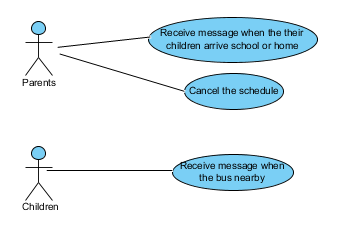 Receive message when the their
children arrive school or home
Parents
Cancel the schedule
Receive message when
the bus nearby
Children